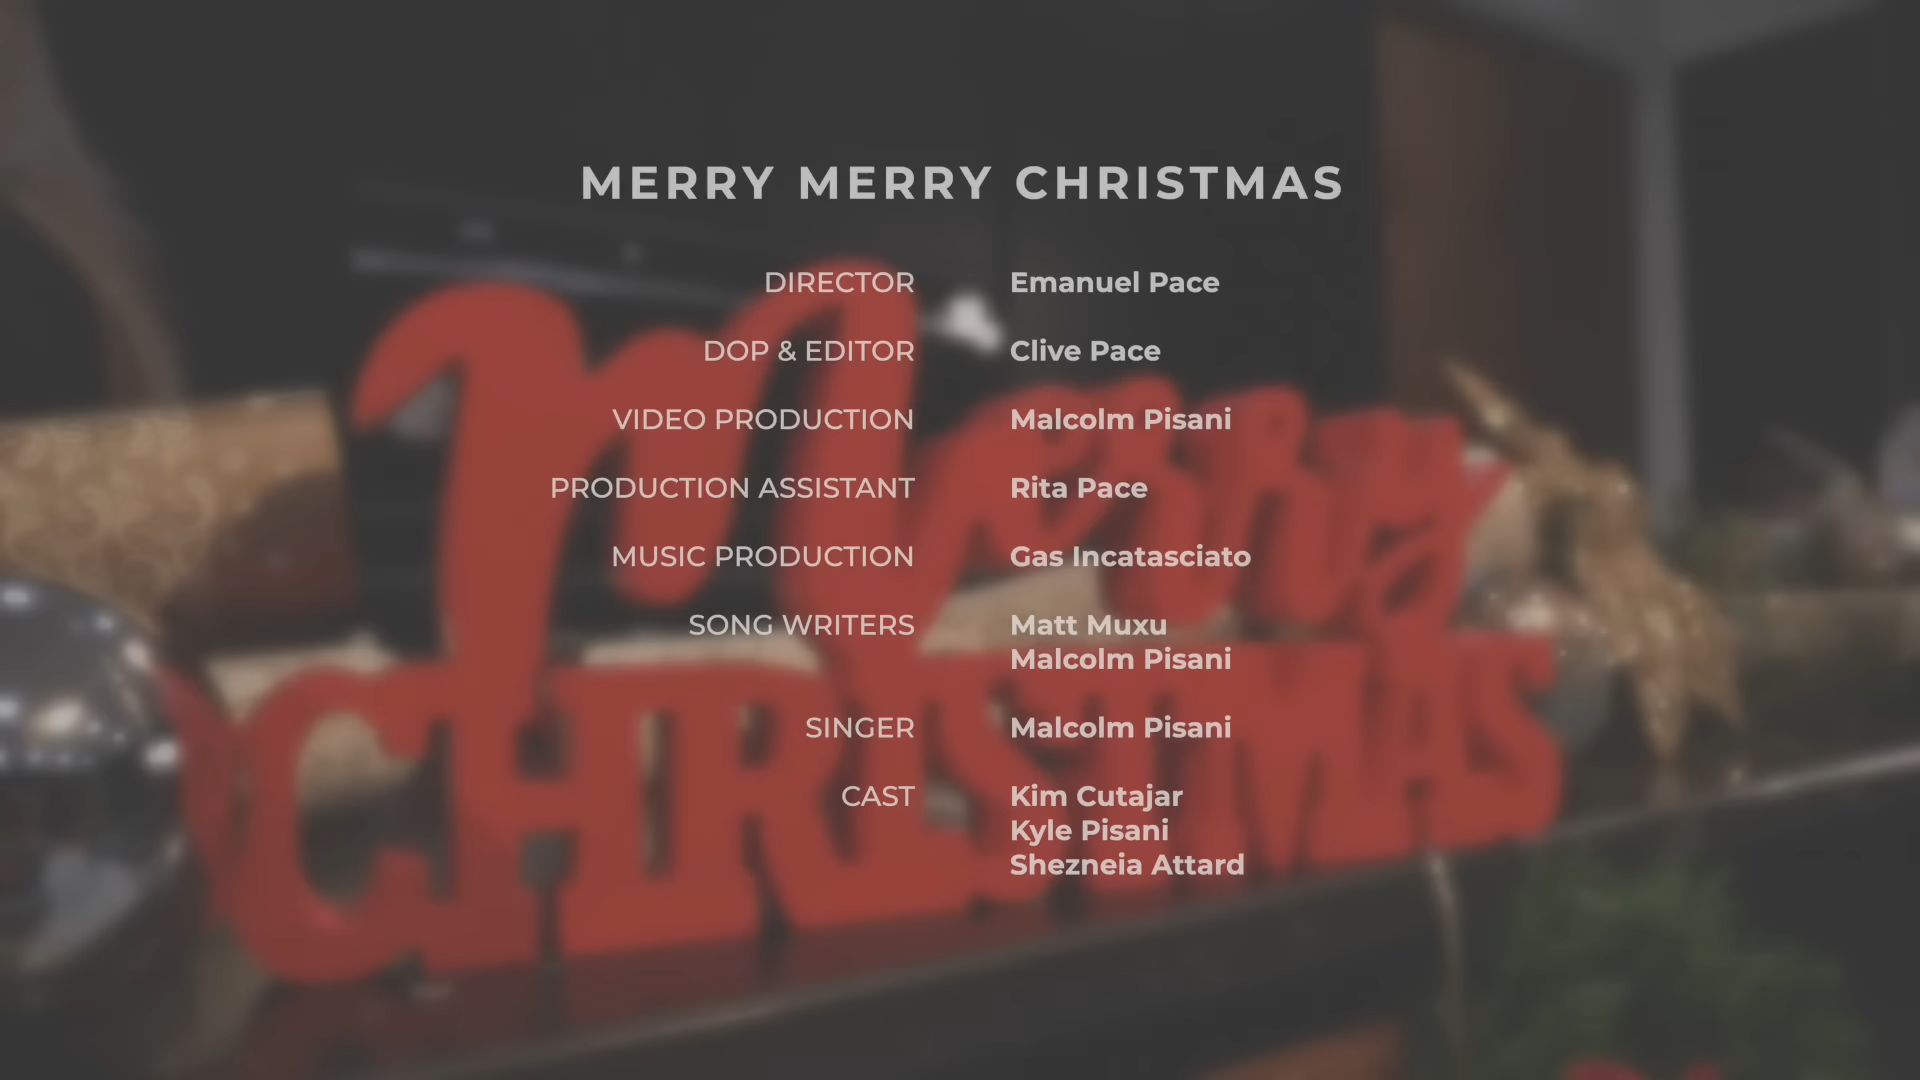 MERRY MERRY CHRISTMAS
DIRECTOR Emanuel Pace
DOP & EDITOR Clive Pace
VIDEO PRODUCTION Malcolm Pisani
PRODUCTION ASSISTANT Rita Pace
MUSIC PRODUCTION Gas Incatasciato
SONG WRITERS Matt Muxu
Malcolm Pisani
SINGER Malcolm Pisani
CAST Kim Cutajar
Kyle Pisani
Shezneia Attard
Merry
CHRISTMAS